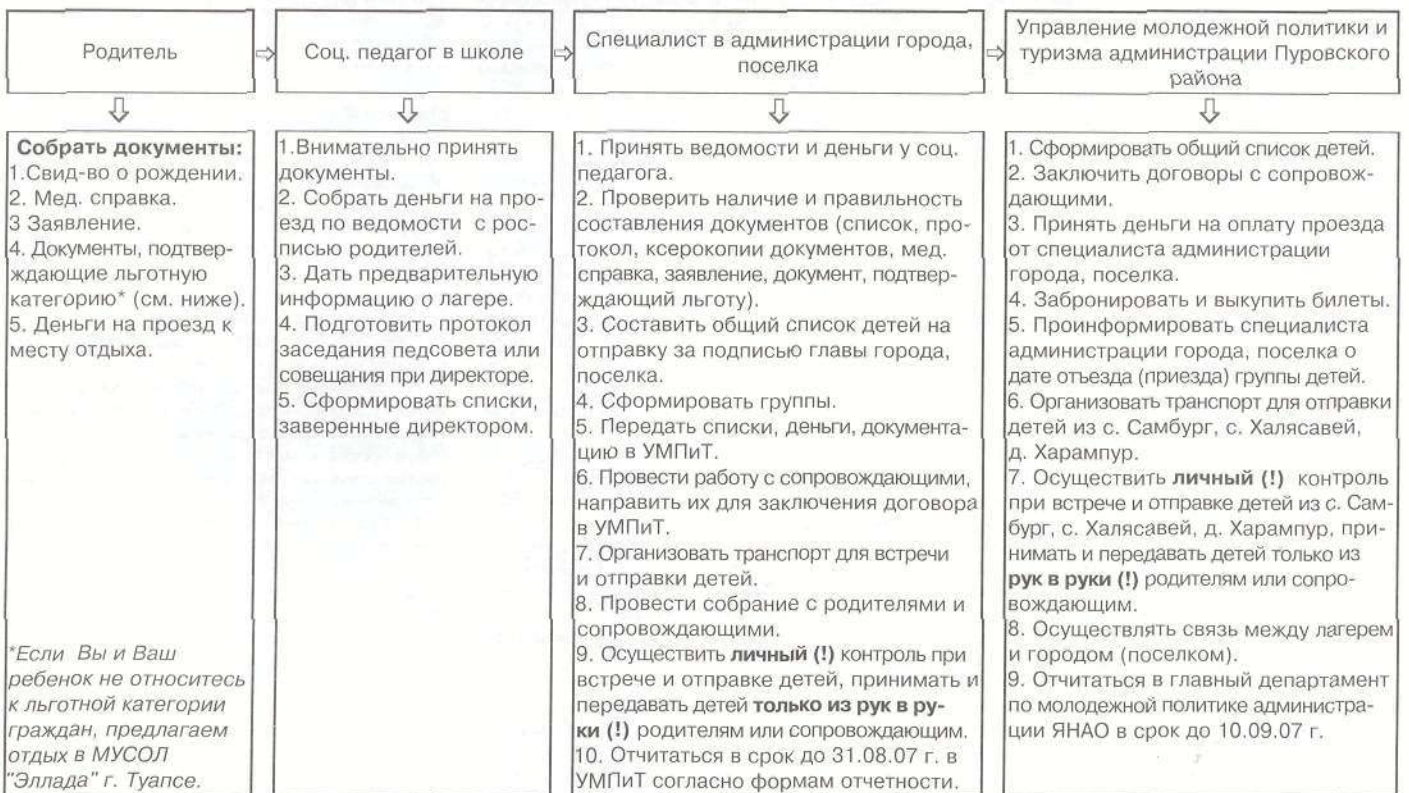 Родитель
Соц. педагог в школе
Специалист в администрации города,
поселка
Управление молодежной политики и
туризма администрации Пуровского
района
Собрать документы:
1.Свид-во о рождении.
2. Мед. справка.
3 Заявление.
4. Документы, подтвер-
ждающие льготную
категорию* (см. ниже).
5. Деньги на проезд к
месту отдыха.
*Если Вы и Ваш
ребенок не относитесь
к льготной категории
граждан, предлагаем
отдых в МУСОЛ
"Эллада" г. Туапсе.
1.Внимательно принять
документы.
2. Собрать деньги на про-
езд по ведомости с рос-
писью родителей.
3. Дать предварительную
информацию о лагере.
4. Подготовить протокол
заседания педсовета или
совещания при директоре.
5. Сформировать списки,
заверенные директором.
1. Принять ведомости и деньги у соц.
педагога.
2. Проверить наличие и правильность
составления документов (список, про-
токол, ксерокопии документов, мед.
справка, заявление, документ, подтвер-
ждающий льготу).
3. Составить общий список детей на
отправку за подписью главы города,
поселка.
4. Сформировать группы.
5. Передать списки, деньги, документа-
цию в УМПиТ.
6. Провести работу с сопровождающими,
направить их для заключения договора
в УМПиТ.
7. Организовать транспорт для встречи
и отправки детей.
8. Провести собрание с родителями и
сопровождающими.
9. Осуществить личный (!) контроль при
встрече и отправке детей, принимать и
передавать детей только из рук в ру-
ки (!) родителям или сопровождающим.
10. Отчитаться в срок до 31.08.07 г. в
УМПиТ согласно формам отчетности.
1. Сформировать общий список детей.
2. Заключить договоры с сопровож-
дающими.
3. Принять деньги на оплату проезда
от специалиста администрации
города, поселка.
4. Забронировать и выкупить билеты.
5. Проинформировать специалиста
администрации города, поселка о
дате отъезда (приезда) группы детей.
6. Организовать транспорт для отправки
детей из с. Самбург, с. Халясавей,
д. Харампур.
7. Осуществить личный (!) контроль
при встрече и отправке детей из с. Сам-
бург, с. Халясавей, д. Харампур, при-
нимать и передавать детей только из
рук в руки (!) родителям или сопро-
вождающим.
8. Осуществлять связь между лагерем
и городом (поселком).
9. Отчитаться в главный департамент
по молодежной политике администра-
ции ЯНАО в срок до 10.09.07 г.